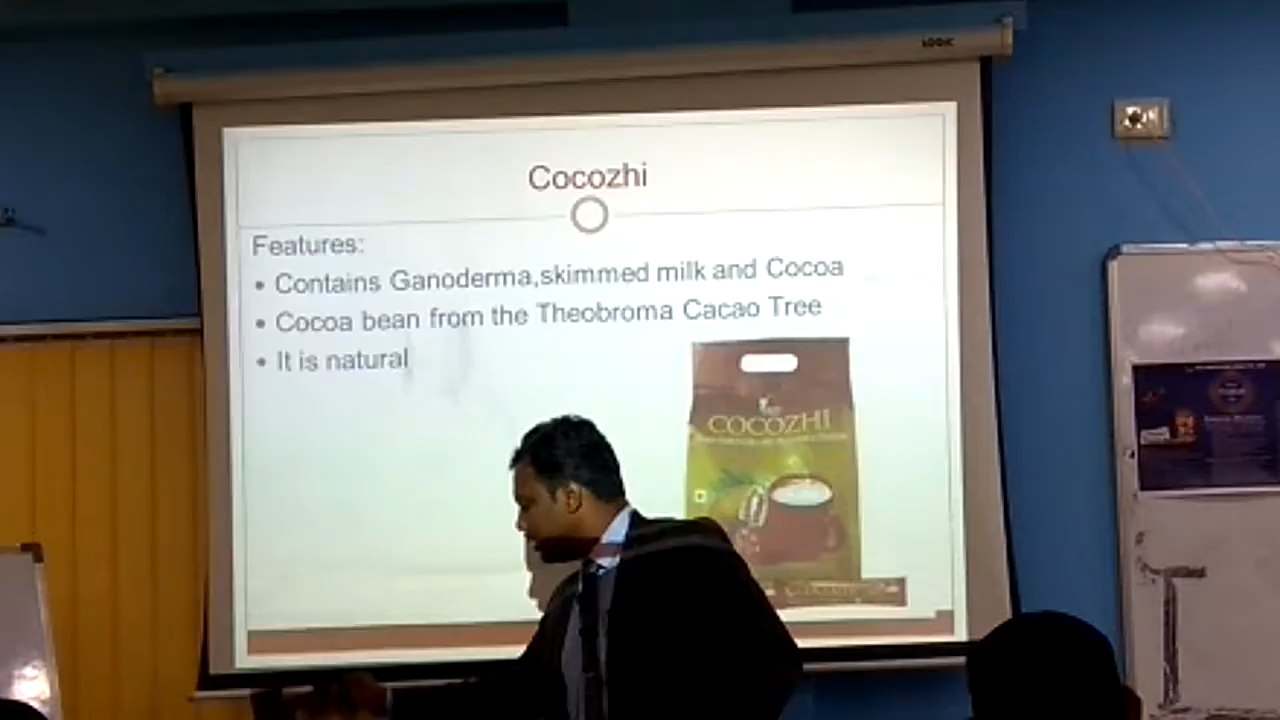 Cocozhi
Features:
• Contains Ganoderma,skimmed milk and Cocoa
• Cocoa bean from the Theobroma Cacao Tree
• It is natural
COCOZHI